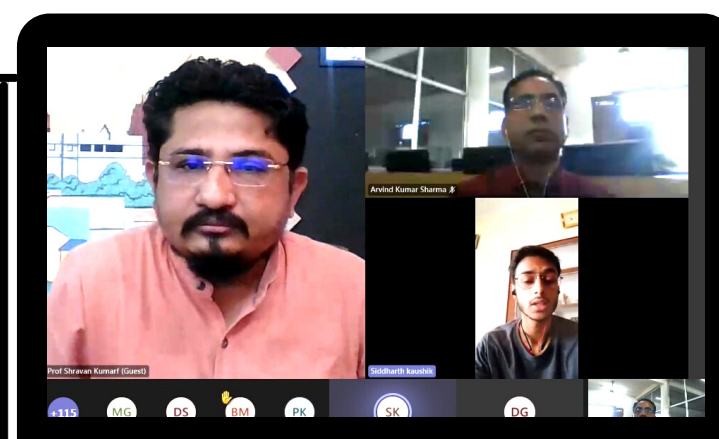 Arvind Kumar Sharma
Prof Shravan Kumarf (Guest)
Siddharth kaushik
+115
MG
DS
BM
PK
SK
DG